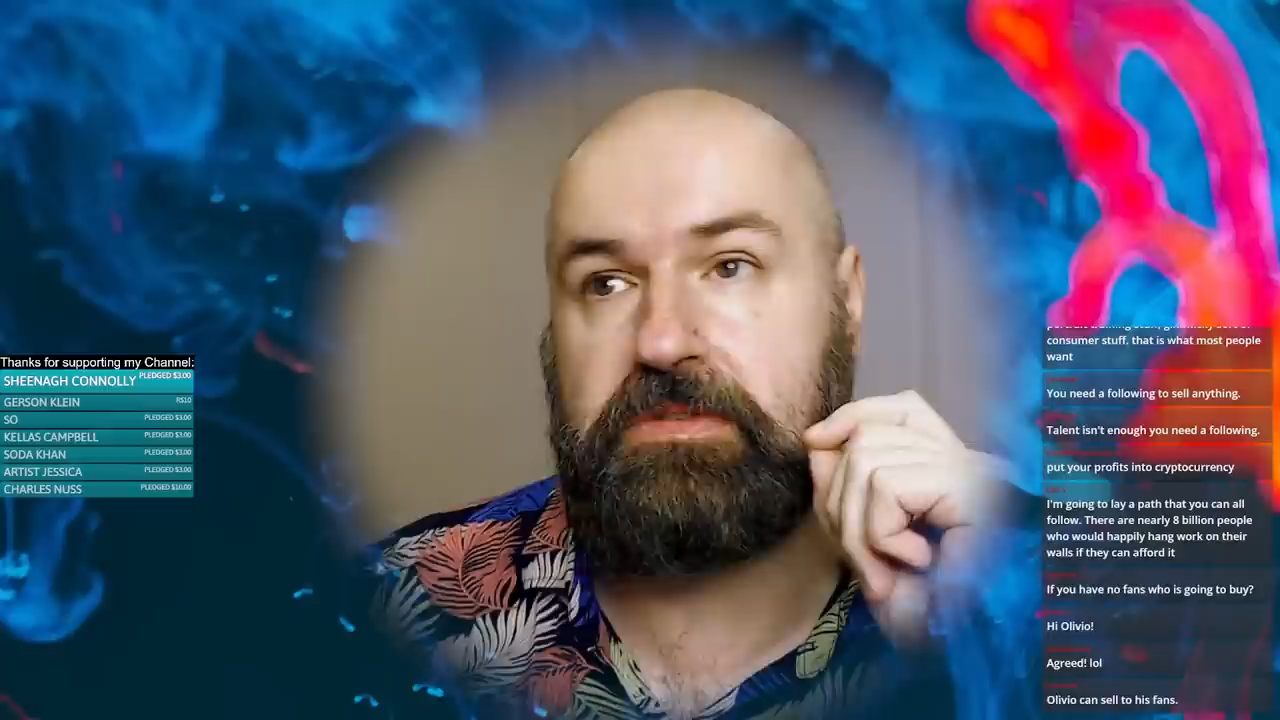 Thanks for supporting my Channel:
SHEENAGH CONNOLLY PLEDGED $3.00
GERSON KLEIN R$10
SO PLEDGED $3.00
KELLAS CAMPBELL PLEDGED $3.00
SODA KHAN PLEDGED $3.00
ARTIST JESSICA PLEDGED $3.00
CHARLES NUSS PLEDGED $10.00
consumer stuff. that is what most people
want
You need a following to sell anything.
Talent isn't enough you need a following.
put your profits into cryptocurrency
I'm going to lay a path that you can all
follow. There are nearly 8 billion people
who would happily hang work on their
walls if they can afford it
If you have no fans who is going to buy?
Hi Olivio!
Agreed! lol
Olivio can sell to his fans.